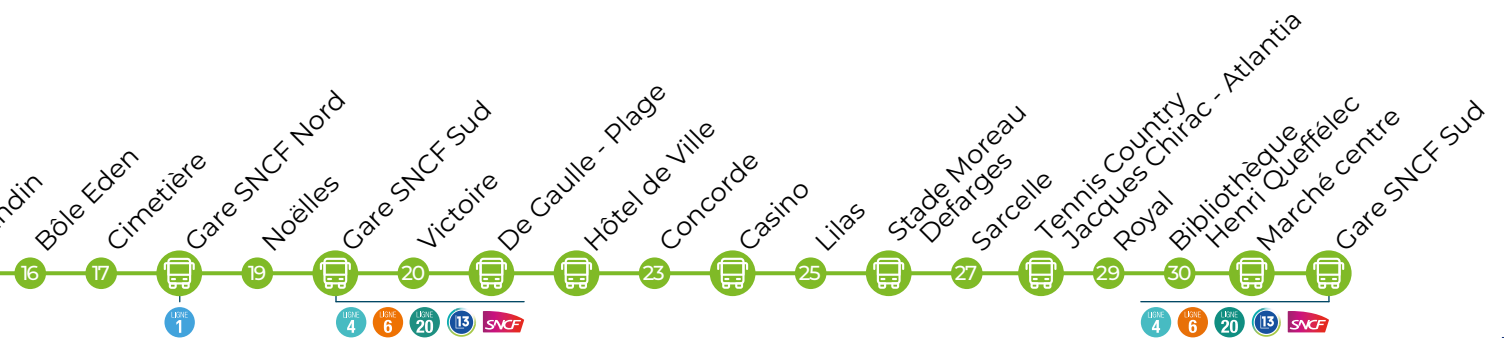 ndin
Bôle Eden
Cimetière
Gare SNCF Nord
Noëlles
Gare SNCF Sud
Victoire
De Gaulle - Plage
Hôtel de Ville
Concorde
Casino
Lilas
Stade Moreau
Defarges
Sarcelle
Tennis Country
Jacques Chirac - Atlantia
Royal
Bibliothèque
Henri Queffélec
Marché centre
Gare SNCF Sud
16
17
19
20
23
25
27
29
30
LIGNE
1
LIGNE
4
LIGNE
6
LIGNE
20
13
SNCF
LIGNE
4
LIGNE
6
LIGNE
20
13
SNCF